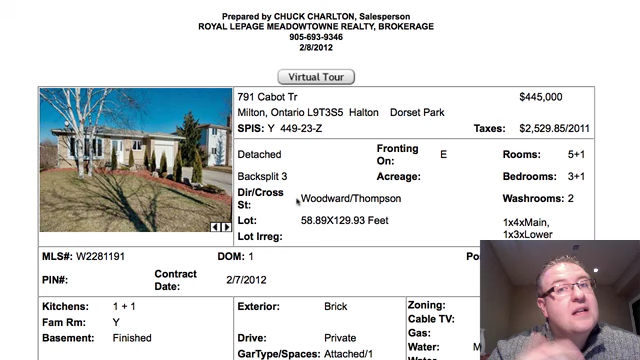 Prepared by CHUCK CHARLTON, Salesperson
ROYAL LEPAGE MEADOWTOWNE REALTY, BROKERAGE
905-693-9346
2/8/2012
Virtual Tour
791 Cabot Tr $445,000
Milton, Ontario L9T3S5 Halton Dorset Park
SPIS: Y 449-23-Z Taxes: $2,529.85/2011
Detached Fronting On: E Rooms: 5+1
Backsplit 3 Acreage: Bedrooms: 3+1
Dir/Cross St: Woodward/Thompson Washrooms: 2
Lot: 58.89X129.93 Feet 1x4xMain,
Lot Irreg: 1x3xLower
MLS#: W2281191 DOM: 1
PIN#: Contract Date: 2/7/2012
Kitchens: 1 + 1 Exterior: Brick Zoning:
Fam Rm: Y Cable TV:
Basement: Finished Drive: Private Gas:
GarType/Spaces: Attached/1 Water: